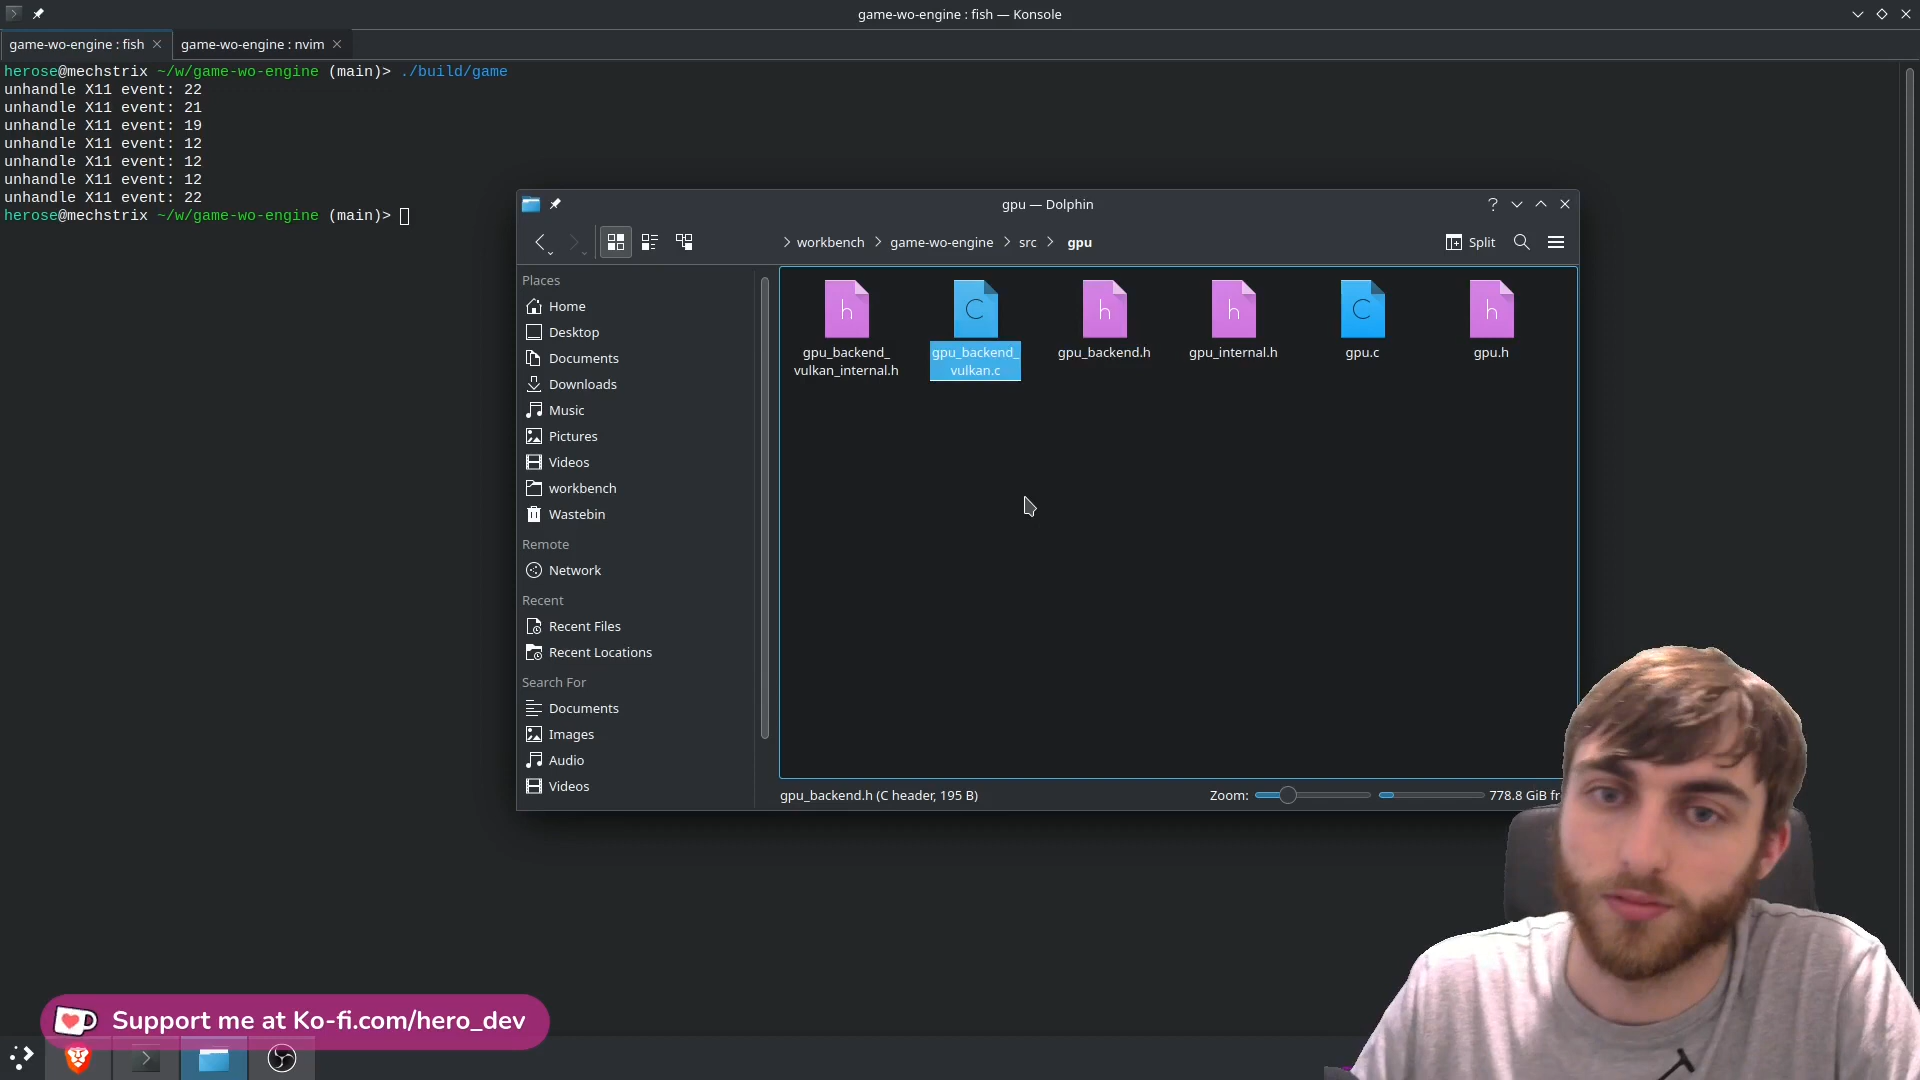 game-wo-engine : fish — Konsole
game-wo-engine : fish
game-wo-engine : nvim
herose@mechstrix ~/w/game-wo-engine (main)> ./build/game
unhandle X11 event: 22
unhandle X11 event: 21
unhandle X11 event: 19
unhandle X11 event: 12
unhandle X11 event: 12
unhandle X11 event: 12
unhandle X11 event: 22
herose@mechstrix ~/w/game-wo-engine (main)>
gpu — Dolphin
workbench
game-wo-engine
src
gpu
Split
Places
Home
Desktop
Documents
Downloads
Music
Pictures
Videos
workbench
Wastebin
Remote
Network
Recent
Recent Files
Recent Locations
Search For
Documents
Images
Audio
Videos
h
C
h
h
C
h
gpu_backend_
vulkan_internal.h
gpu_backend_
vulkan.c
gpu_backend.h
gpu_internal.h
gpu.c
gpu.h
gpu_backend.h (C header, 195 B)
Zoom:
778.8 GiB fr
Support me at Ko-fi.com/hero_dev